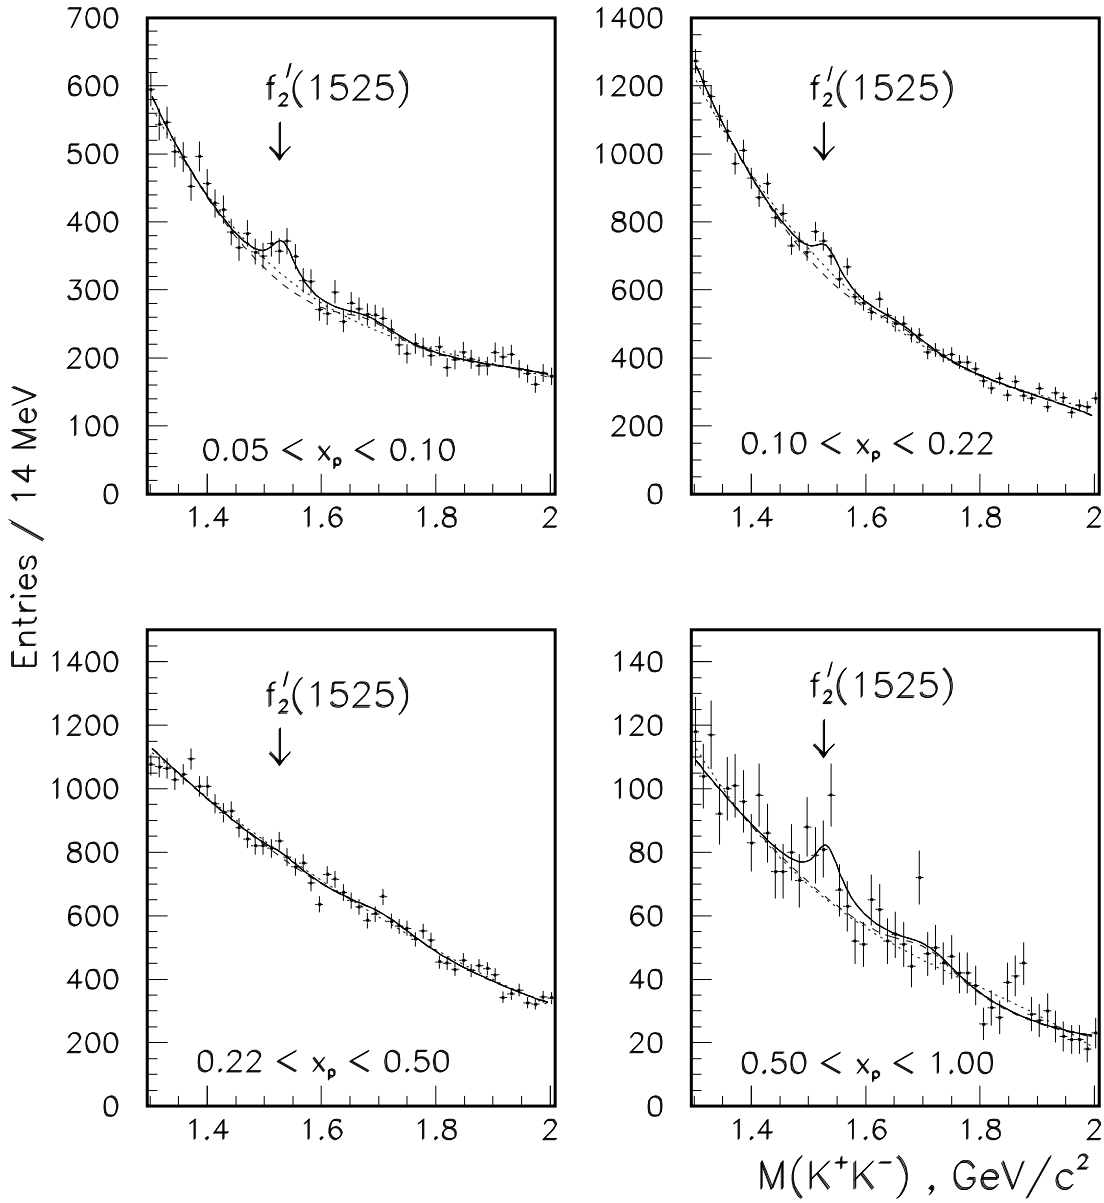 Entries / 14 MeV
700
600
500
400
300
200
100
0
f₂′(1525)
0.05 < xₚ < 0.10
1.4 1.6 1.8 2
1400
1200
1000
800
600
400
200
0
f₂′(1525)
0.10 < xₚ < 0.22
1.4 1.6 1.8 2
1400
1200
1000
800
600
400
200
0
f₂′(1525)
0.22 < xₚ < 0.50
1.4 1.6 1.8 2
140
120
100
80
60
40
20
0
f₂′(1525)
0.50 < xₚ < 1.00
1.4 1.6 1.8 2
M(K⁺K⁻) , GeV/c²